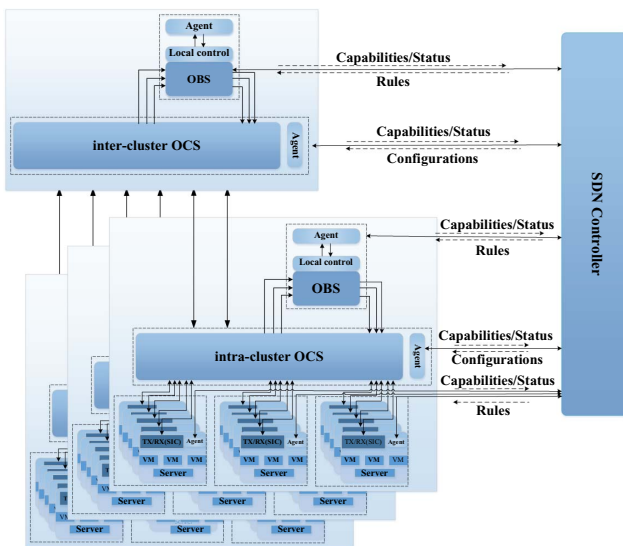 Agent
Local control
OBS
Capabilities/Status
Rules
inter-cluster OCS
Agent
Capabilities/Status
Configurations
SDN Controller
Agent
Local control
OBS
Capabilities/Status
Rules
intra-cluster OCS
Agent
Capabilities/Status
Configurations
Capabilities/Status
Rules
TX/RX(SIC) Agent
VM VM VM
Server
TX/RX(SIC) Agent
VM VM VM
Server
TX/RX(SIC)
VM VM VM
Server
VM
Server
Server
Server
VM
Server
Server
Server